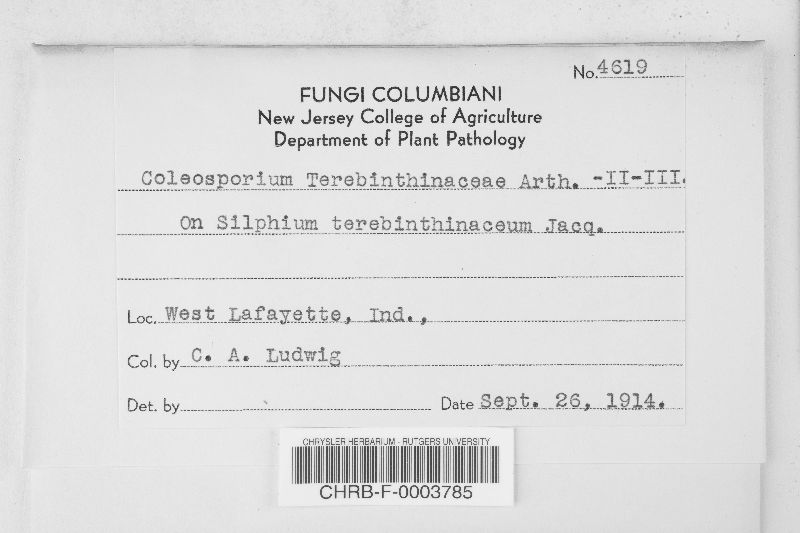 No. 4619
FUNGI COLUMBIANI
New Jersey College of Agriculture
Department of Plant Pathology
Coleosporium Terebinthinaceae Arth. -II-III.
On Silphium terebinthinaceum Jacq.
Loc. West Lafayette, Ind.,
Col. by C. A. Ludwig
Det. by Date Sept. 26, 1914.
CHRYSLER HERBARIUM - RUTGERS UNIVERSITY
CHRB-F-0003785